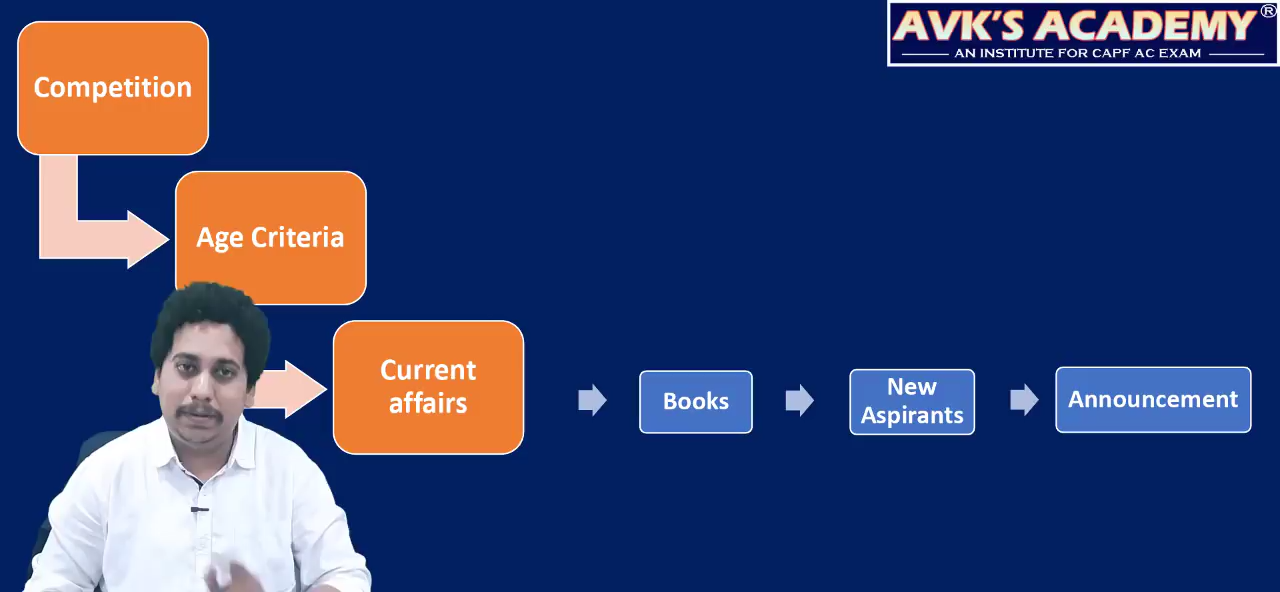 AVK'S ACADEMY®
AN INSTITUTE FOR CAPF AC EXAM
Competition
Age Criteria
Current
affairs
Books
New
Aspirants
Announcement